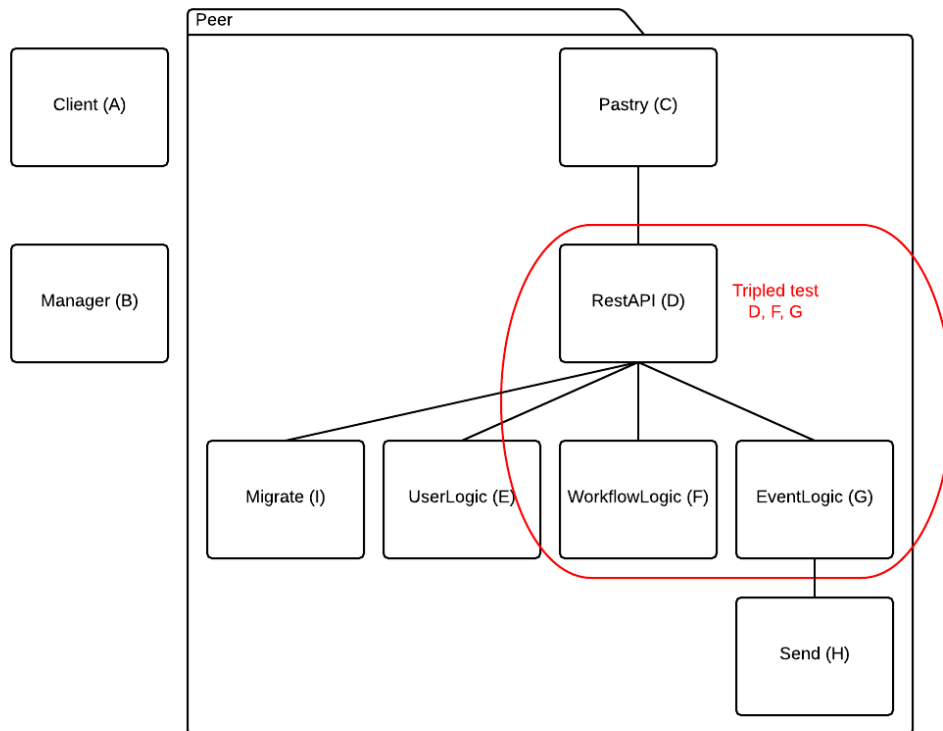 Peer
Client (A)
Pastry (C)
Manager (B)
RestAPI (D)
Tripled test
D, F, G
Migrate (I)
UserLogic (E)
WorkflowLogic (F)
EventLogic (G)
Send (H)